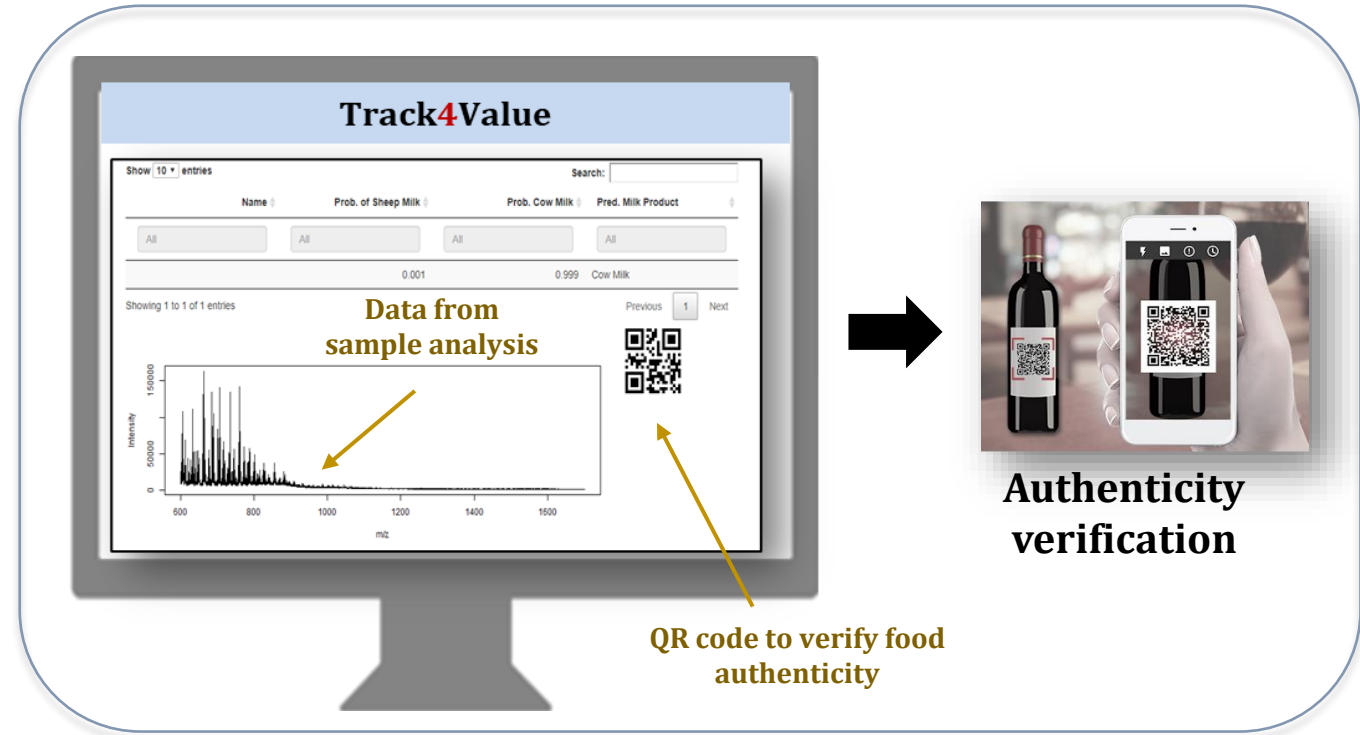 Track4Value
Show 10 entries
Search:
Name Prob. of Sheep Milk Prob. Cow Milk Pred. Milk Product
All All All All
0.001 0.999 Cow Milk
Showing 1 to 1 of 1 entries
Previous 1 Next
Data from
sample analysis
150000
Intensity
50000
0
600 800 1000 1200 1400 1600
m/z
QR code to verify food
authenticity
Authenticity
verification